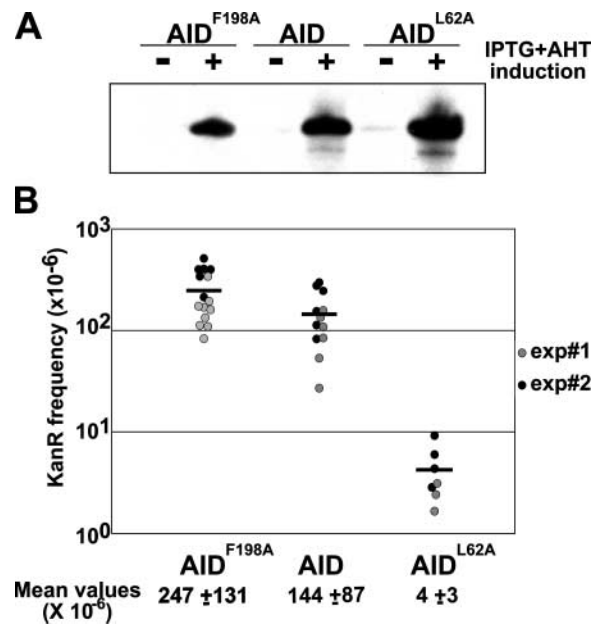 A
AID^F198A AID AID^L62A
- + - + - + IPTG+AHT induction
B
KanR frequency (x10^-6)
10^3
10^2
10^1
10^0
exp#1
exp#2
AID^F198A AID AID^L62A
Mean values (X 10^-6) 247 ±131 144 ±87 4 ±3